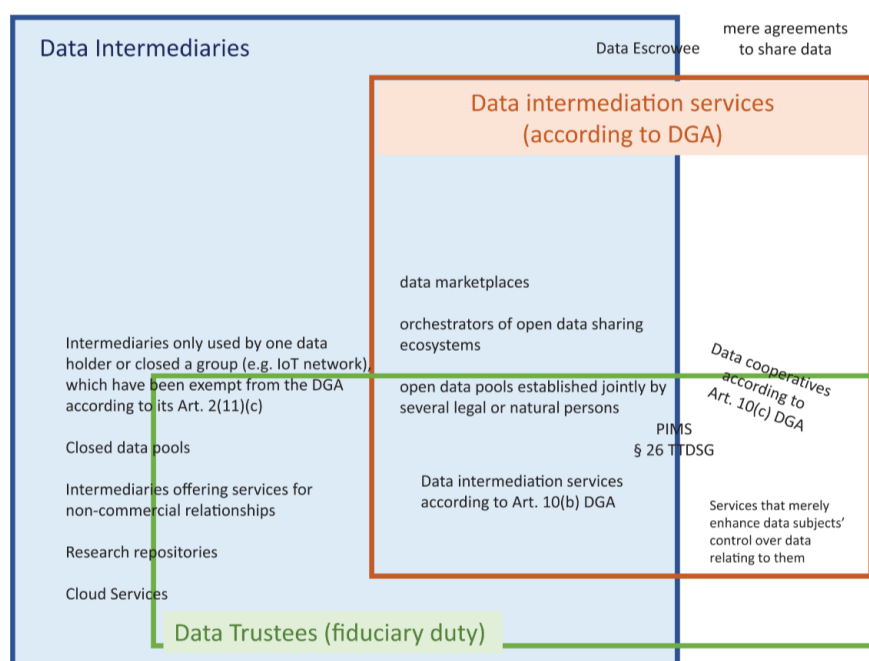 Data Intermediaries
Data Escrowee
mere agreements
to share data
Data intermediation services
(according to DGA)
data marketplaces
orchestrators of open data sharing
ecosystems
open data pools established jointly by
several legal or natural persons
PIMS
§ 26 TTDSG
Data intermediation services
according to Art. 10(b) DGA
Data cooperatives
according to
Art. 10(c) DGA
Services that merely
enhance data subjects’
control over data
relating to them
Intermediaries only used by one data
holder or closed a group (e.g. IoT network),
which have been exempt from the DGA
according to its Art. 2(11)(c)
Closed data pools
Intermediaries offering services for
non-commercial relationships
Research repositories
Cloud Services
Data Trustees (fiduciary duty)